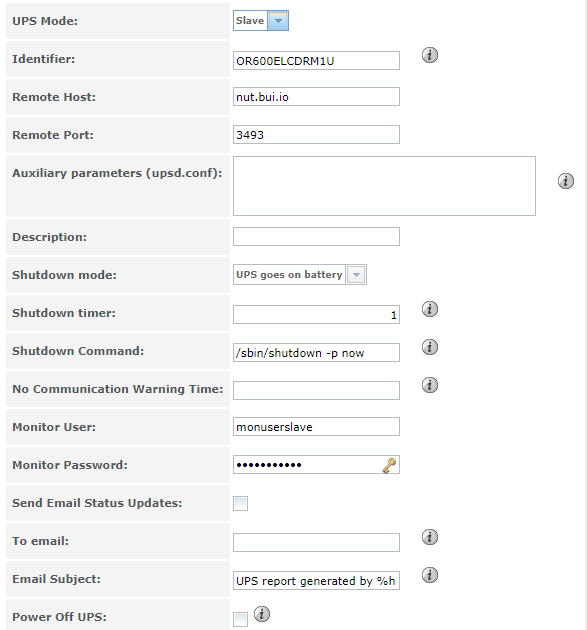 UPS Mode: Slave
Identifier: OR600ELCDRM1U
Remote Host: nut.bui.io
Remote Port: 3493
Auxiliary parameters (upsd.conf):
Description:
Shutdown mode: UPS goes on battery
Shutdown timer: 1
Shutdown Command: /sbin/shutdown -p now
No Communication Warning Time:
Monitor User: monuserslave
Monitor Password: •••••••••••
Send Email Status Updates:
To email:
Email Subject: UPS report generated by %h
Power Off UPS: